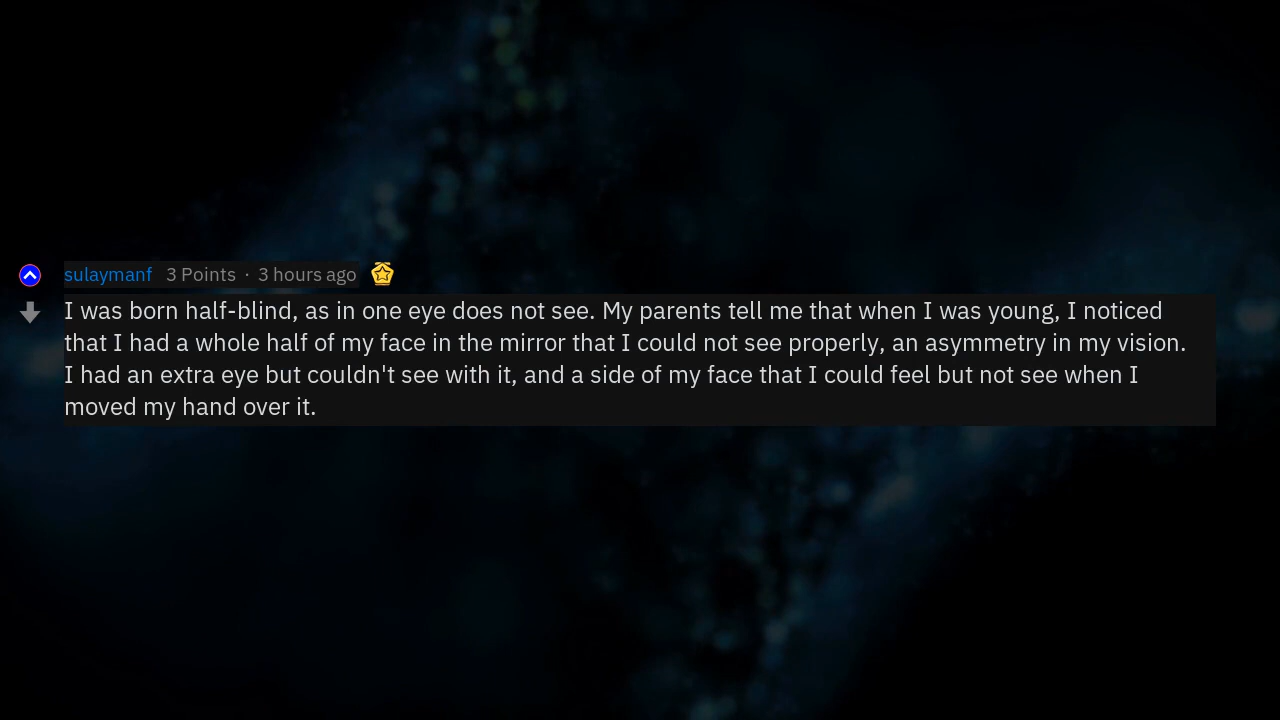 sulaymanf 3 Points · 3 hours ago
I was born half-blind, as in one eye does not see. My parents tell me that when I was young, I noticed
that I had a whole half of my face in the mirror that I could not see properly, an asymmetry in my vision.
I had an extra eye but couldn't see with it, and a side of my face that I could feel but not see when I
moved my hand over it.